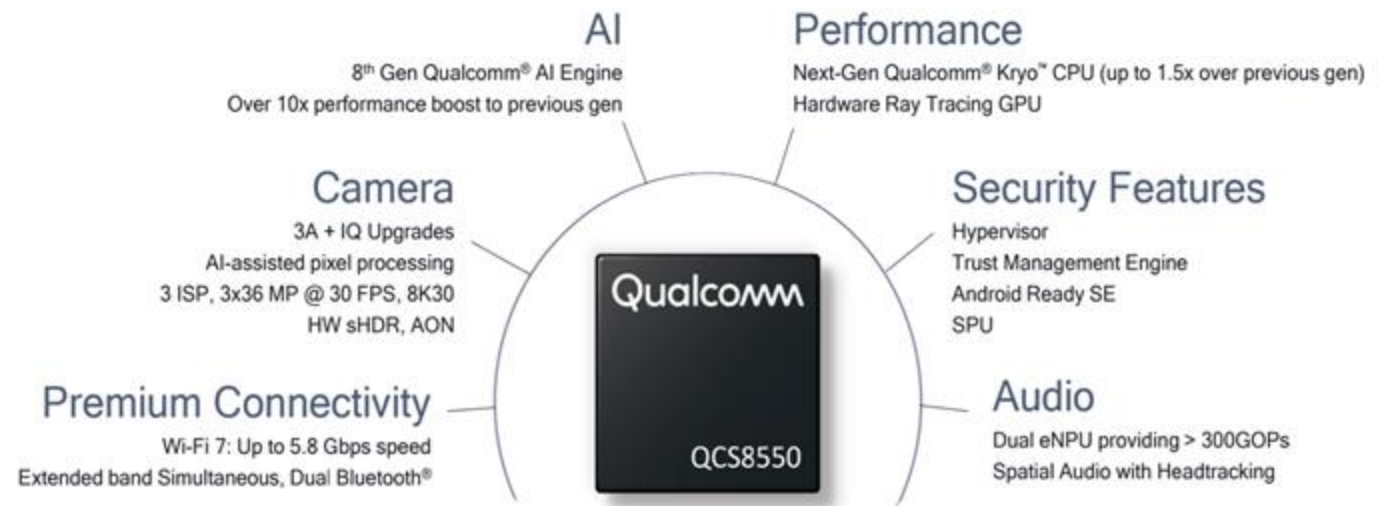 AI
8th Gen Qualcomm® AI Engine
Over 10x performance boost to previous gen
Performance
Next-Gen Qualcomm® Kryo™ CPU (up to 1.5x over previous gen)
Hardware Ray Tracing GPU
Camera
3A + IQ Upgrades
AI-assisted pixel processing
3 ISP, 3x36 MP @ 30 FPS, 8K30
HW sHDR, AON
Security Features
Hypervisor
Trust Management Engine
Android Ready SE
SPU
Premium Connectivity
Wi-Fi 7: Up to 5.8 Gbps speed
Extended band Simultaneous, Dual Bluetooth®
Audio
Dual eNPU providing > 300GOPs
Spatial Audio with Headtracking
Qualcomm
QCS8550